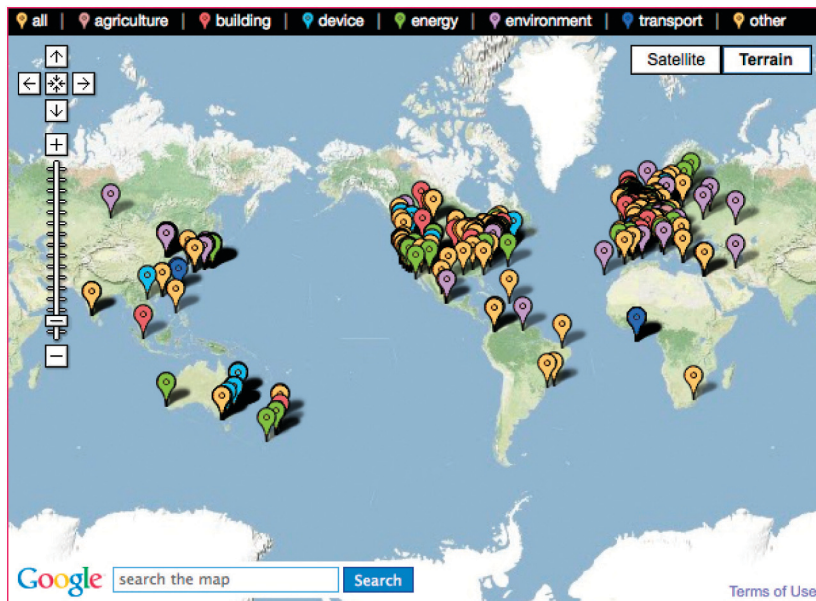 all | agriculture | building | device | energy | environment | transport | other
Satellite Terrain
Google search the map Search
Terms of Use